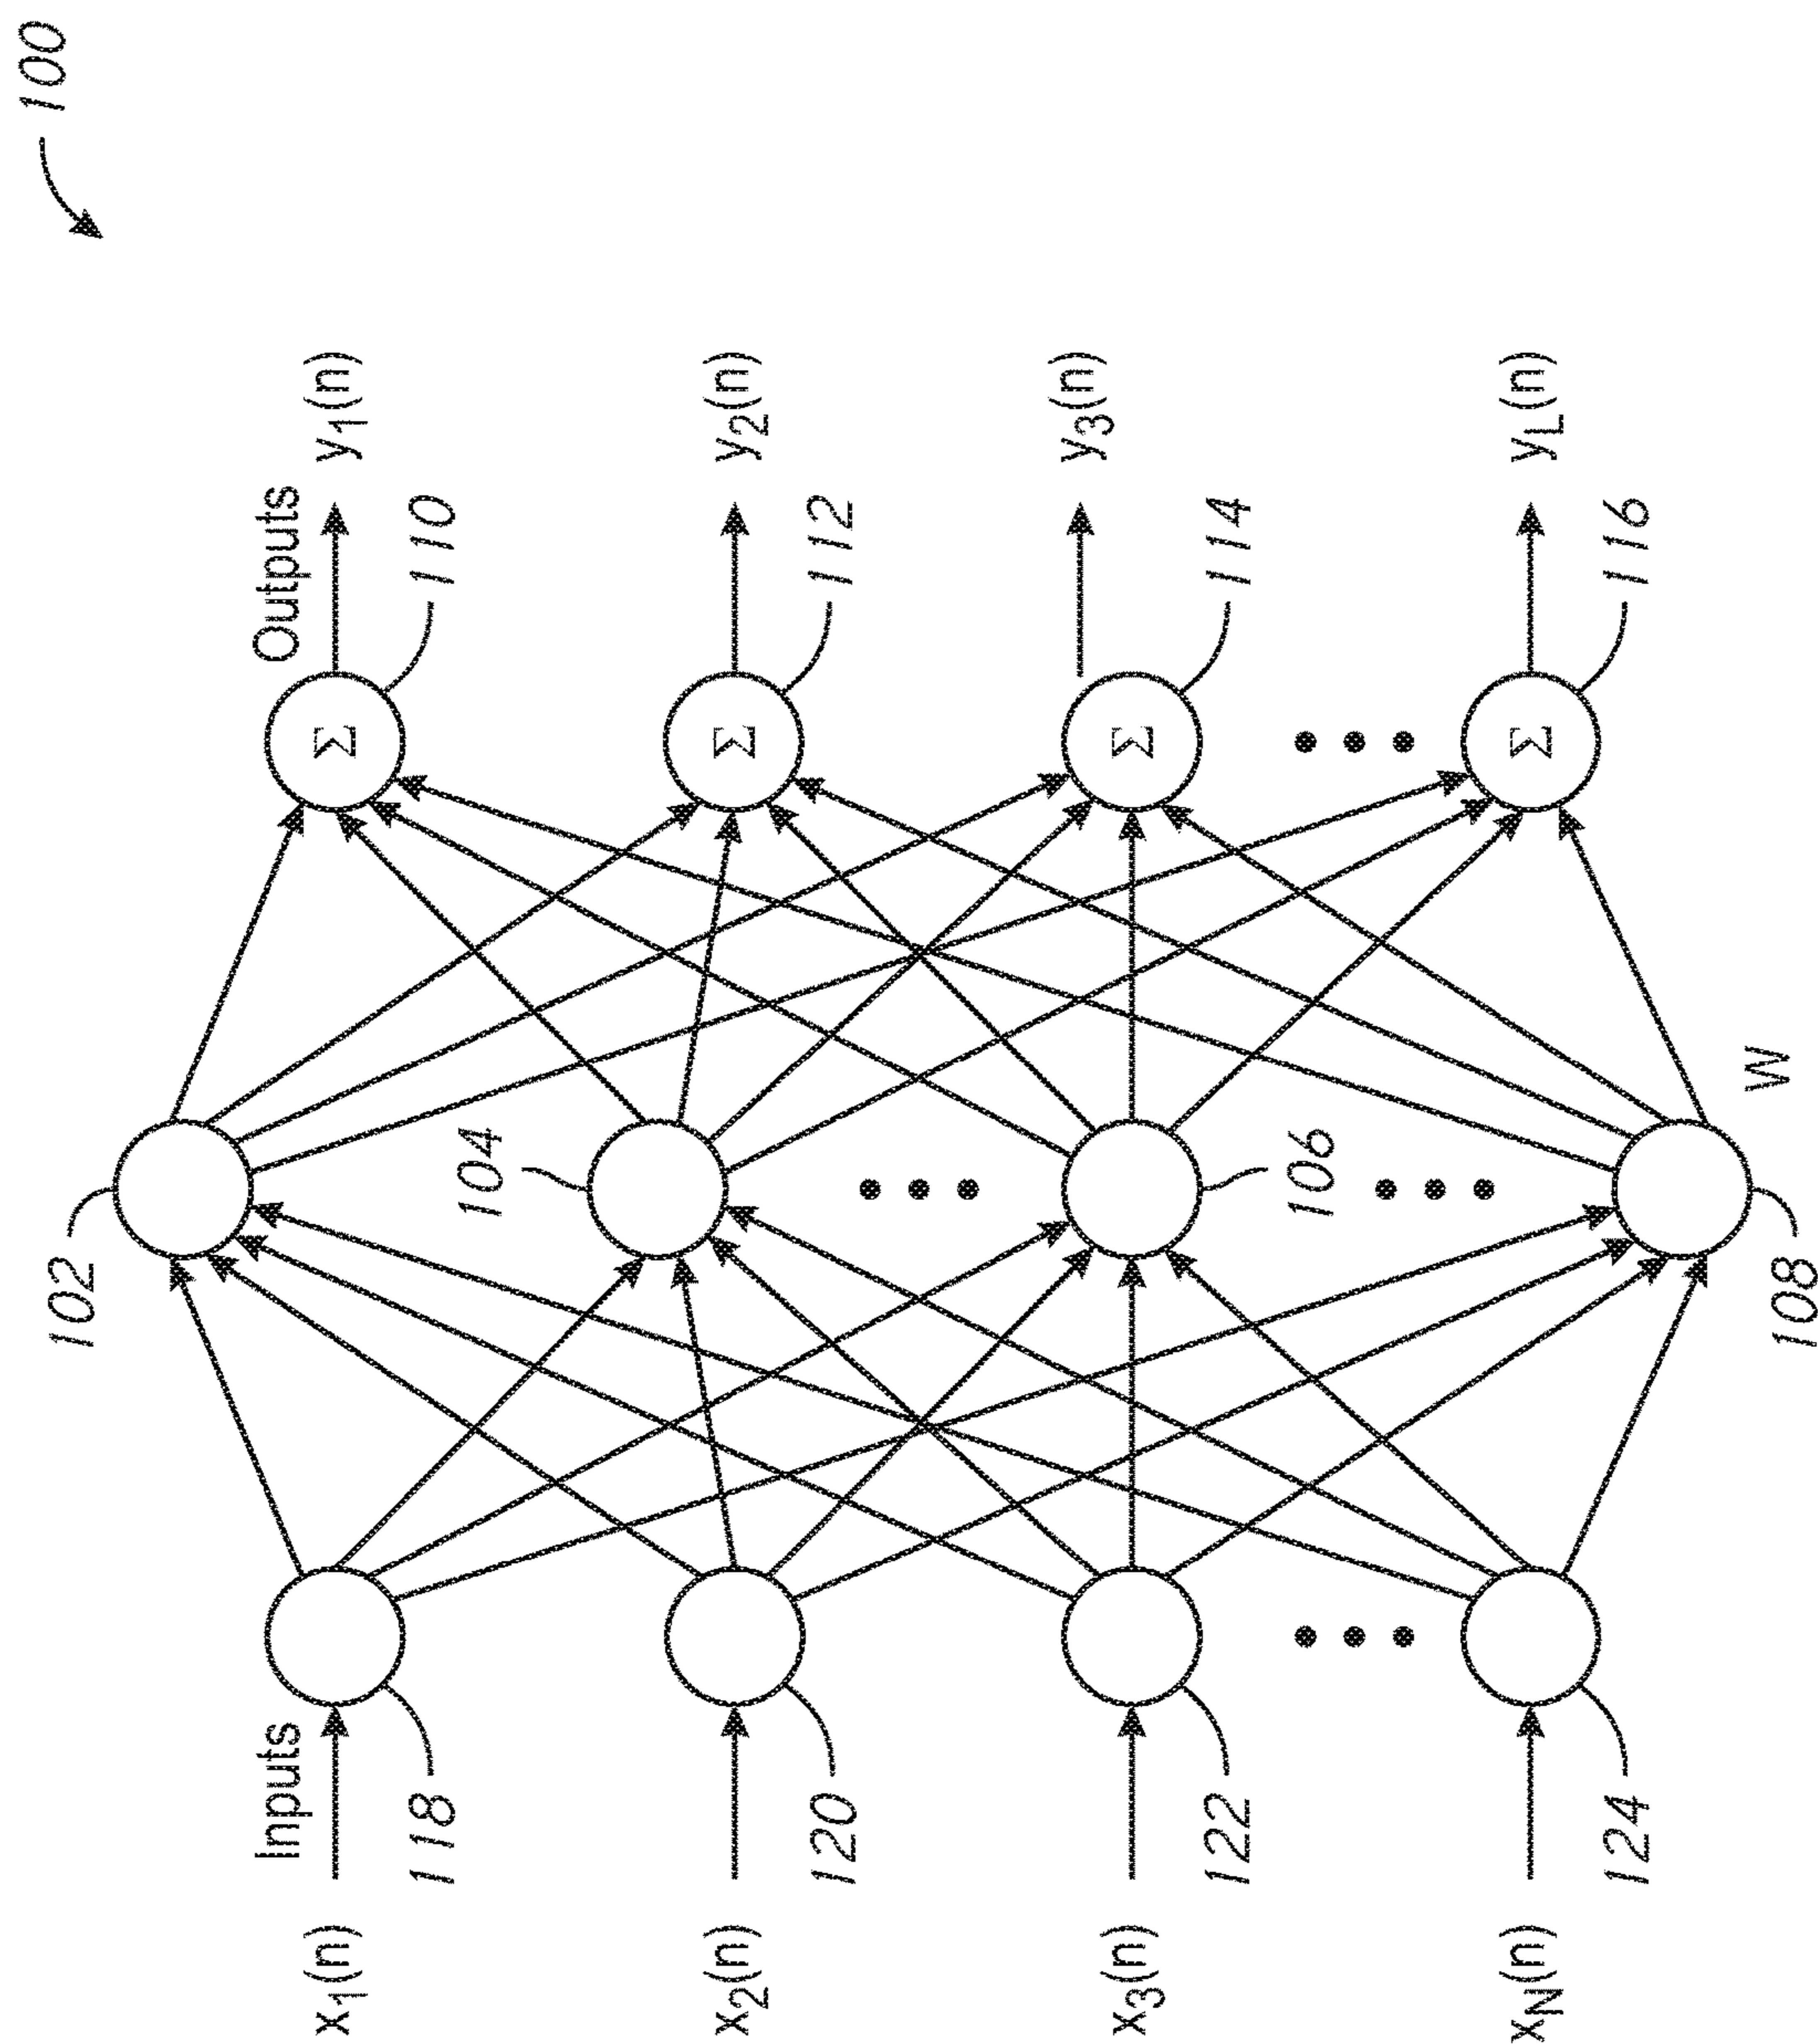 100
Inputs
Outputs
x1(n)
x2(n)
x3(n)
xN(n)
118
120
122
124
102
104
106
108
W
Σ
Σ
Σ
Σ
110
112
114
116
y1(n)
y2(n)
y3(n)
yL(n)